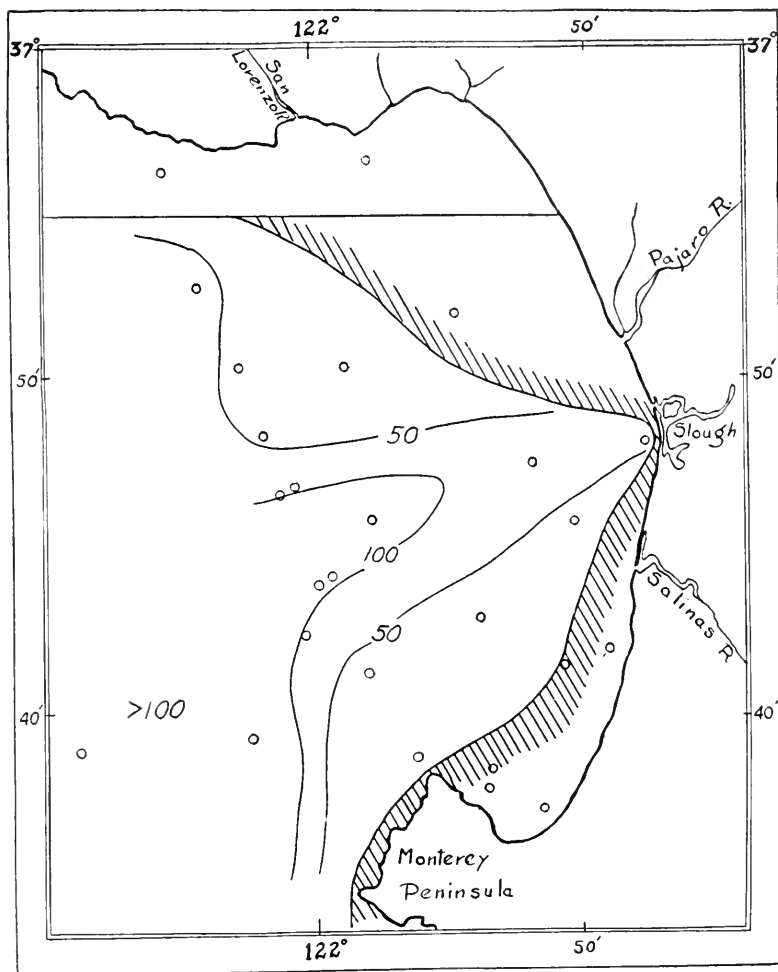 122° 50′
37° 37°
San
Lorenzo R.
Pajaro R.
50′ 50′
50
Slough
100
50
Salinas
R
40′ 40′
>100
Monterey
Peninsula
122° 50′